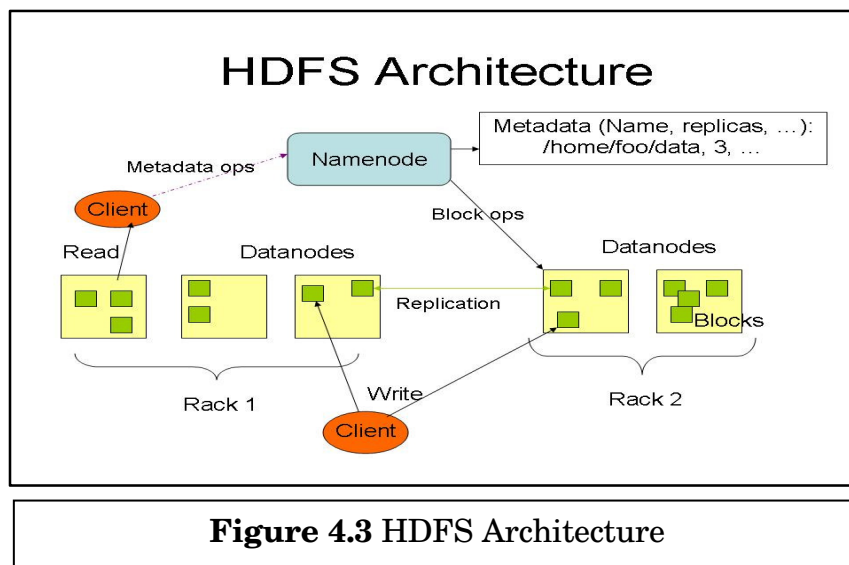 HDFS Architecture
Metadata (Name, replicas, …):
/home/foo/data, 3, …
Namenode
Metadata ops
Client
Block ops
Read
Datanodes
Datanodes
Replication
Blocks
Rack 1
Write
Rack 2
Client
Figure 4.3 HDFS Architecture